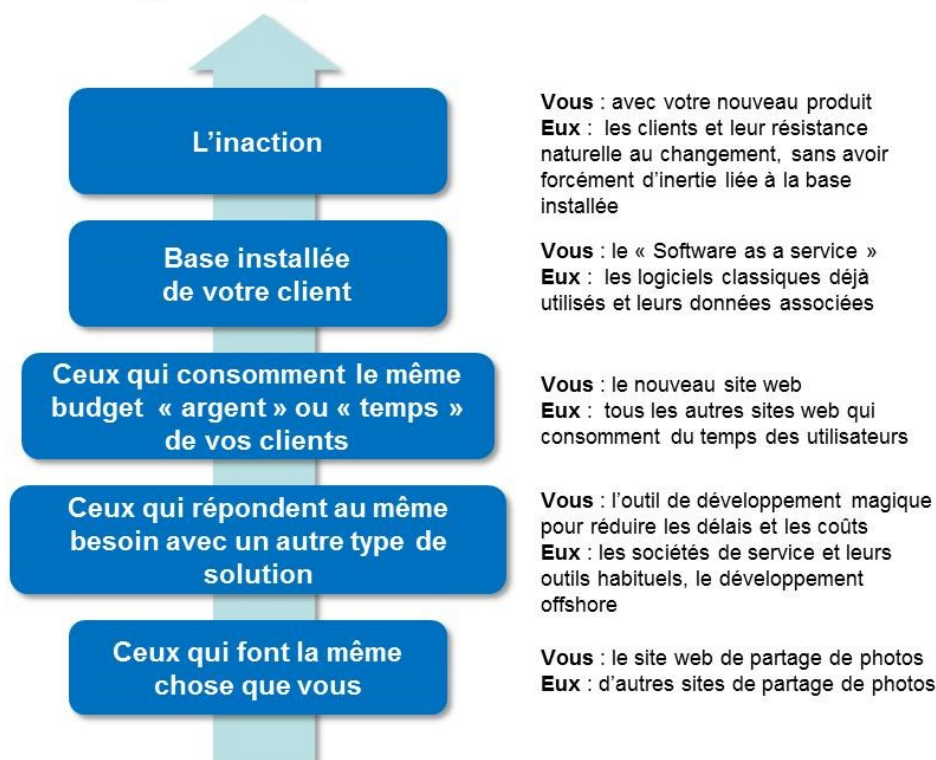 L'inaction
Vous : avec votre nouveau produit
Eux : les clients et leur résistance
naturelle au changement, sans avoir
forcément d'inertie liée à la base
installée
Base installée
de votre client
Vous : le « Software as a service »
Eux : les logiciels classiques déjà
utilisés et leurs données associées
Ceux qui consomment le même
budget « argent » ou « temps »
de vos clients
Vous : le nouveau site web
Eux : tous les autres sites web qui
consomment du temps des utilisateurs
Ceux qui répondent au même
besoin avec un autre type de
solution
Vous : l'outil de développement magique
pour réduire les délais et les coûts
Eux : les sociétés de service et leurs
outils habituels, le développement
offshore
Ceux qui font la même
chose que vous
Vous : le site web de partage de photos
Eux : d'autres sites de partage de photos